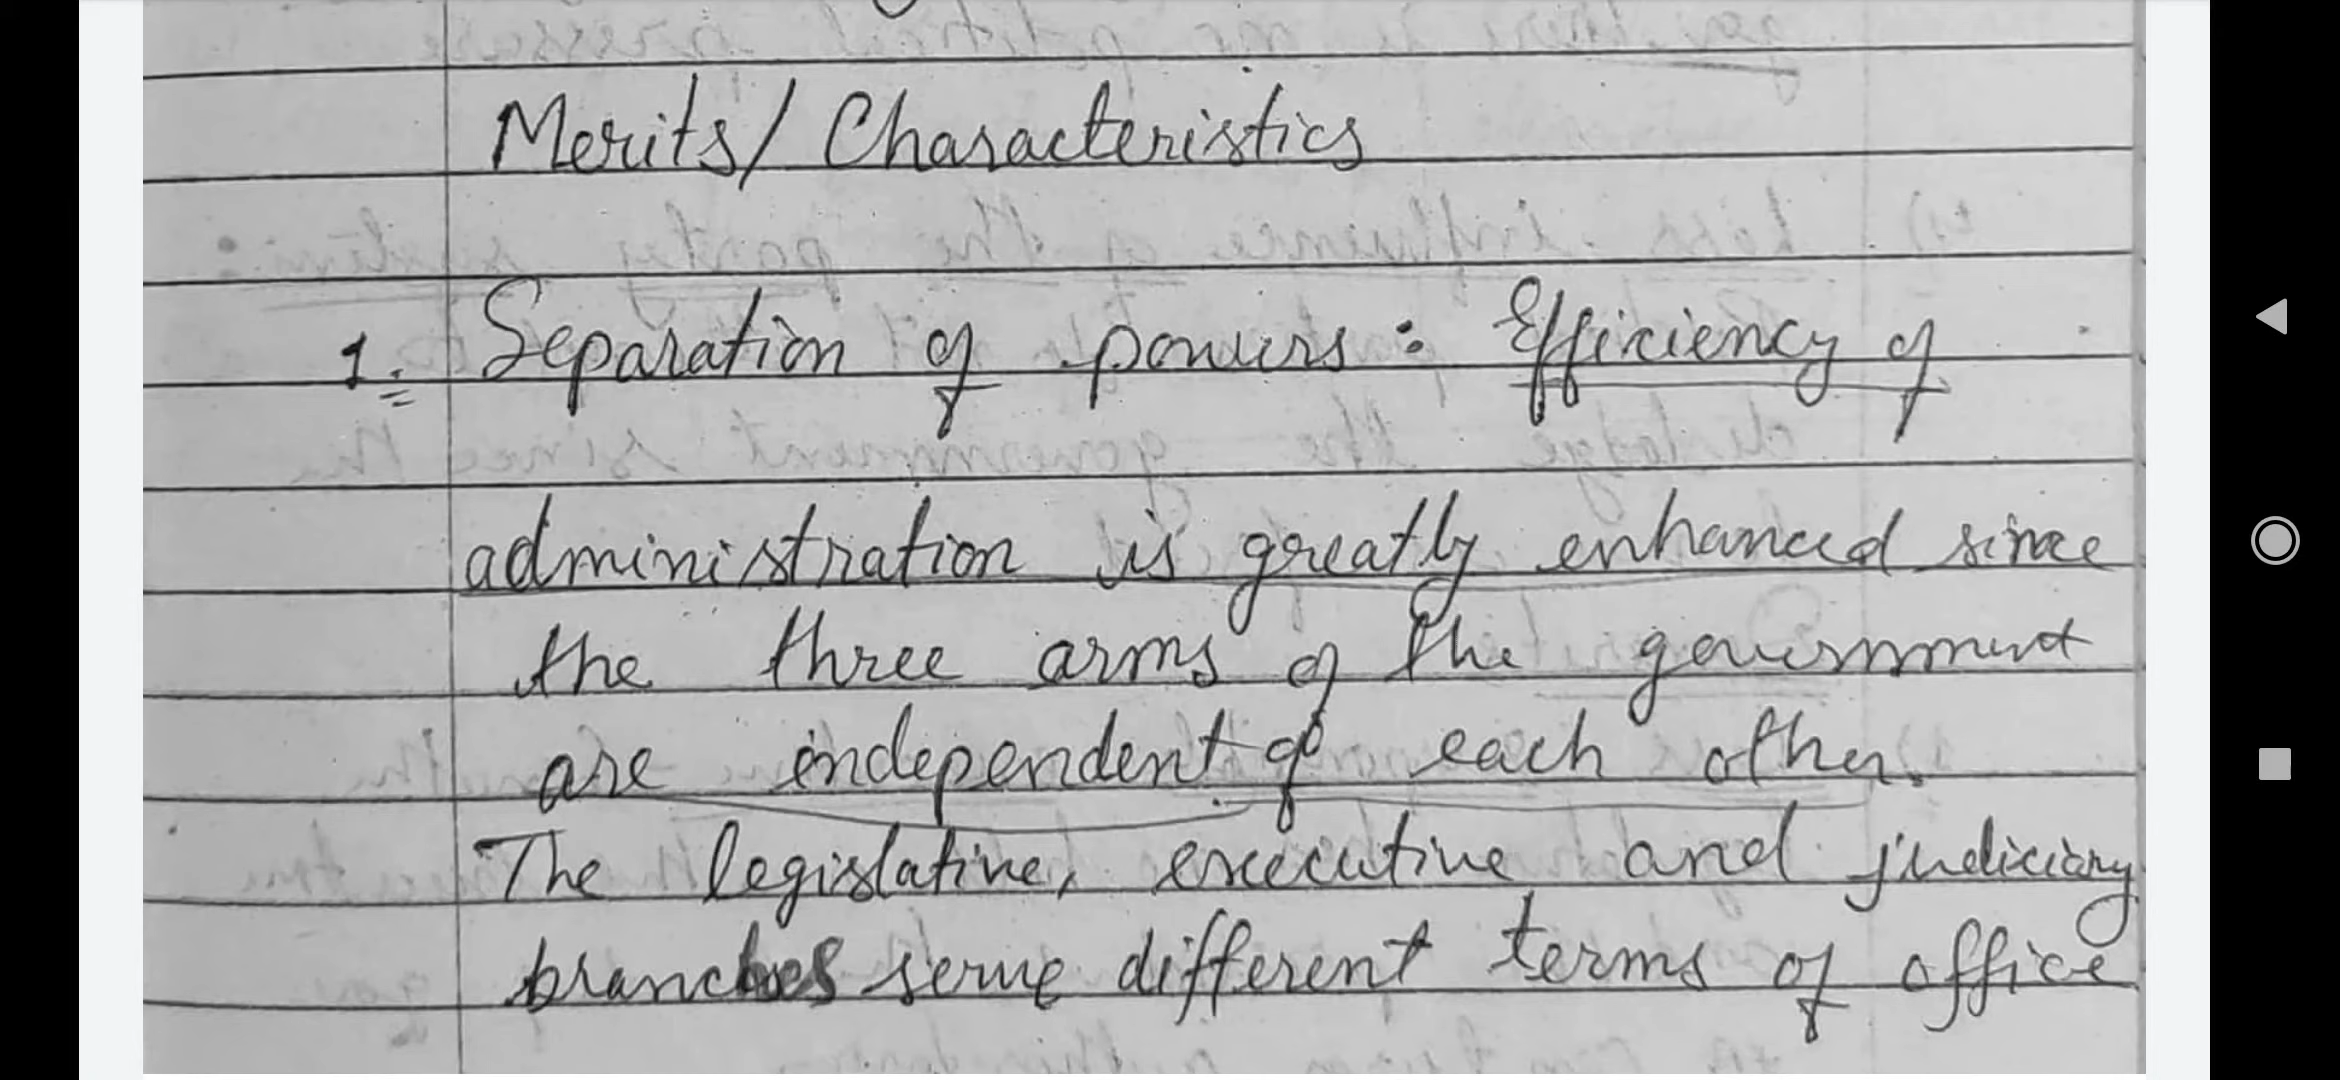 Merits/ Characteristics
1. Separation of powers: Efficiency of
administration is greatly enhanced since
the three arms of the government
are independent of each other.
The legislative, executive and judiciary
branches serve different terms of office